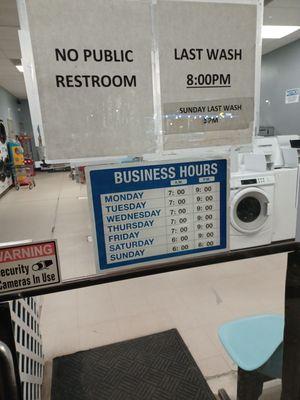 NO PUBLIC
RESTROOM
LAST WASH
8:00PM
SUNDAY LAST WASH
5PM
BUSINESS HOURS
A.M. P.M.
MONDAY 7:00 9:00
TUESDAY 7:00 9:00
WEDNESDAY 7:00 9:00
THURSDAY 7:00 9:00
FRIDAY 7:00 9:00
SATURDAY 6:00 9:00
SUNDAY 6:00 6:00
WARNING
Security
Cameras In Use